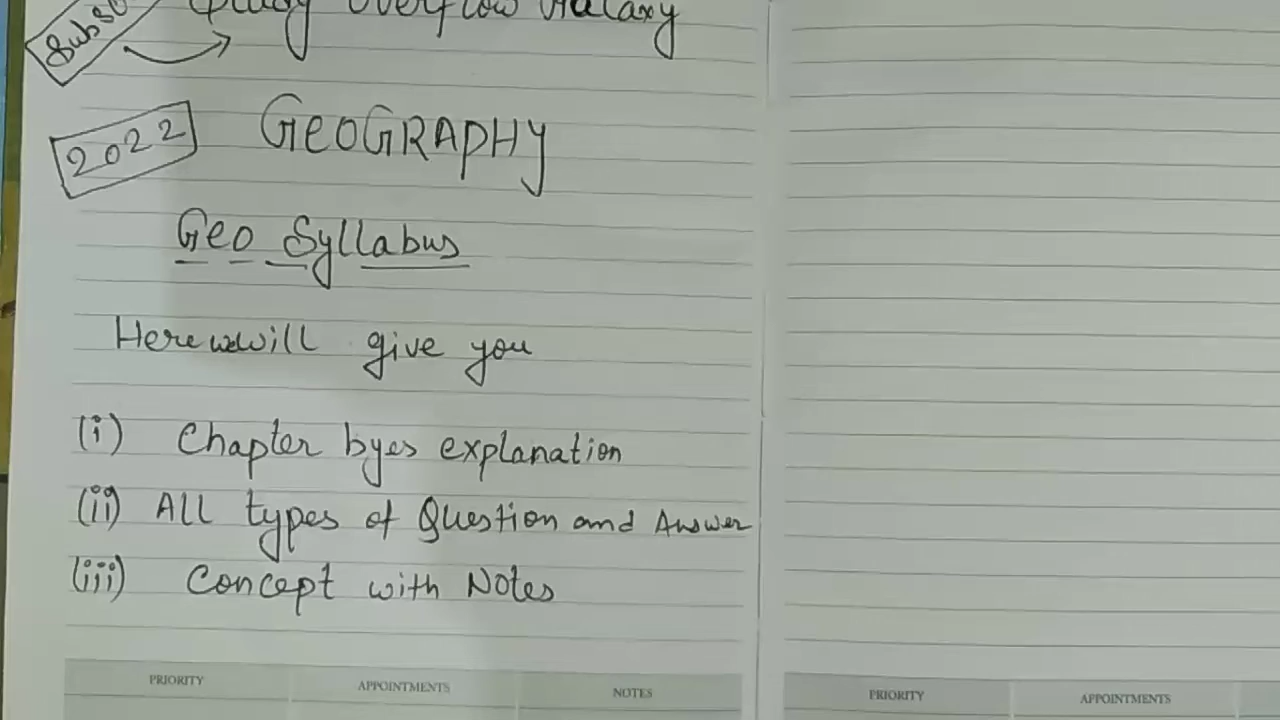 Overflow Galaxy
2022 GEOGRAPHY
Geo Syllabus
Here we will give you
(i) Chapter byes explanation
(ii) All types of Question and Answer
(iii) Concept with Notes
PRIORITY APPOINTMENTS NOTES PRIORITY APPOINTMENTS